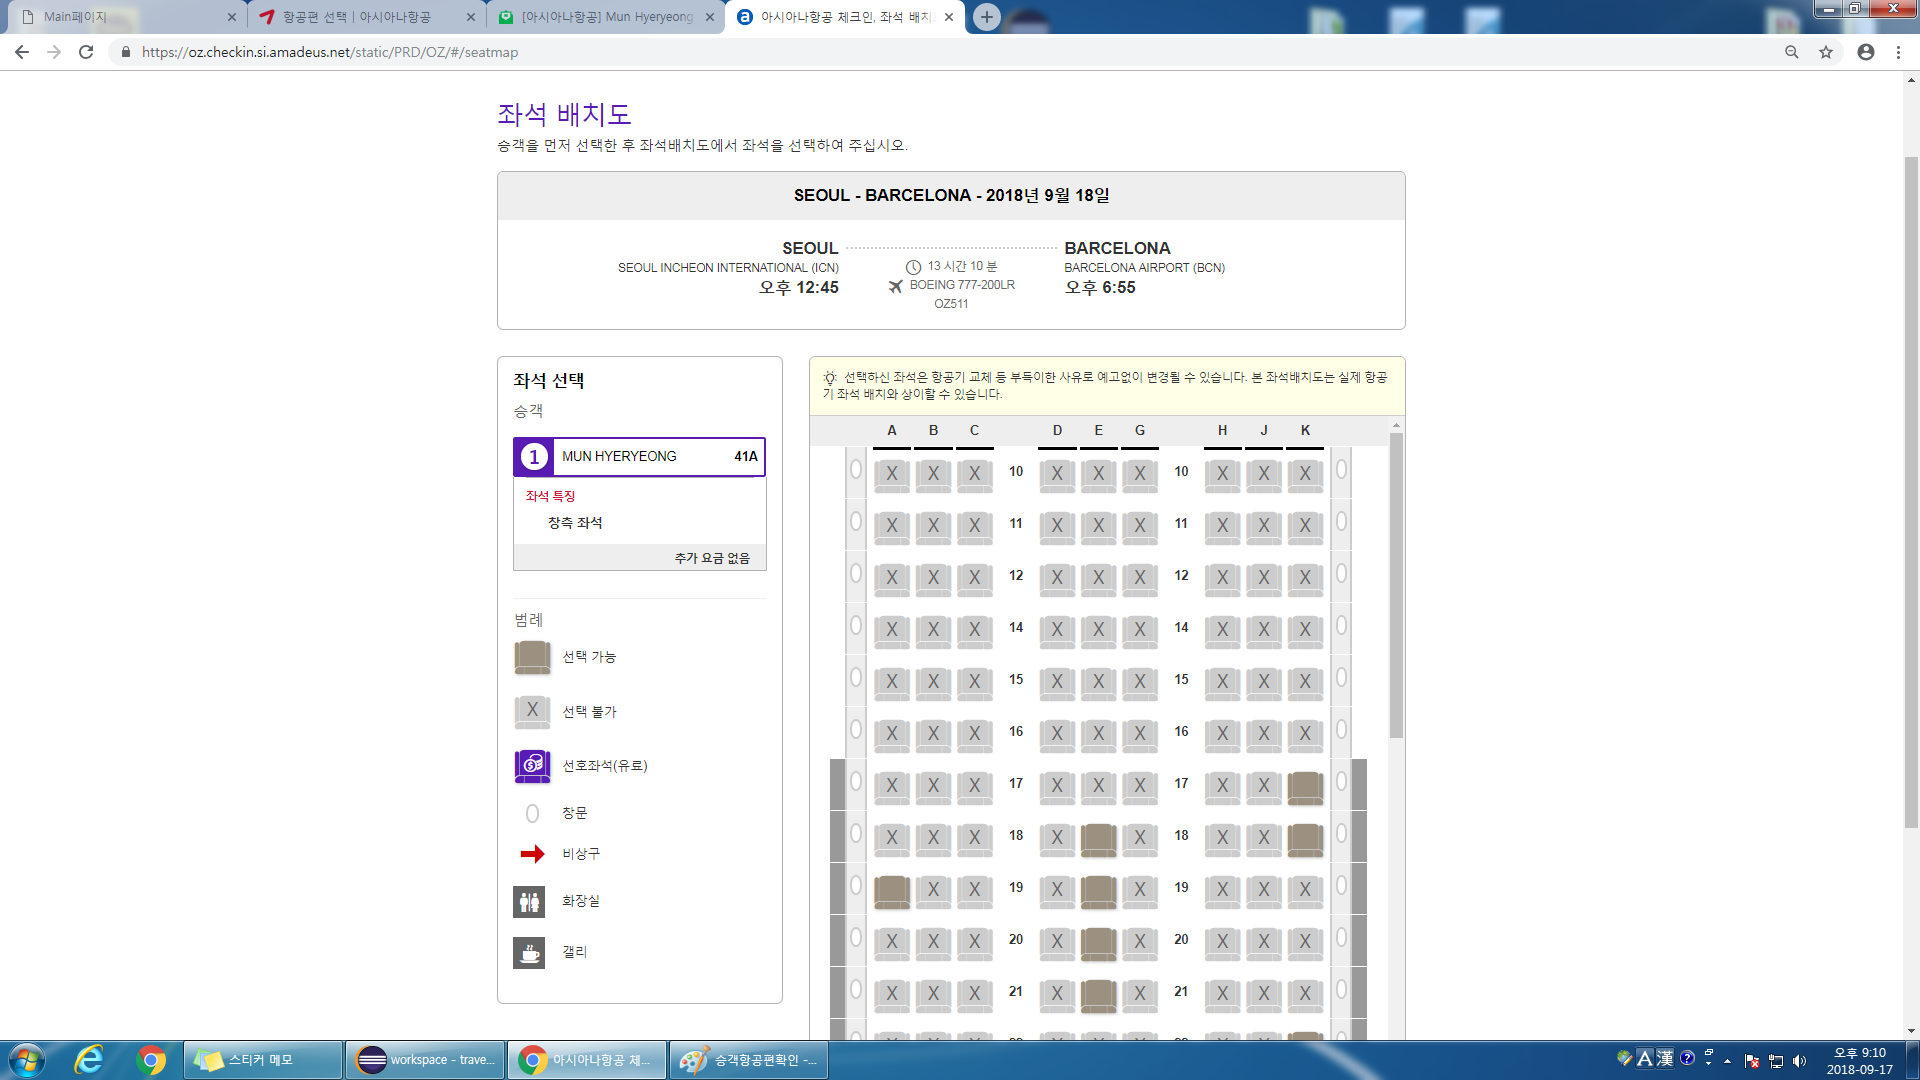 Main페이지
항공편 선택 | 아시아나항공
[아시아나항공] Mun Hyeryeong
아시아나항공 체크인, 좌석 배치
https://oz.checkin.si.amadeus.net/static/PRD/OZ/#/seatmap
좌석 배치도
승객을 먼저 선택한 후 좌석배치도에서 좌석을 선택하여 주십시오.
SEOUL - BARCELONA - 2018년 9월 18일
SEOUL
BARCELONA
SEOUL INCHEON INTERNATIONAL (ICN)
13 시간 10 분
BARCELONA AIRPORT (BCN)
오후 12:45
BOEING 777-200LR
오후 6:55
OZ511
좌석 선택
승객
1 MUN HYERYEONG 41A
좌석 특징
창측 좌석
추가 요금 없음
범례
선택 가능
X 선택 불가
선호좌석(유료)
창문
비상구
화장실
갤리
선택하신 좌석은 항공기 교체 등 부득이한 사유로 예고없이 변경될 수 있습니다. 본 좌석배치도는 실제 항공
기 좌석 배치와 상이할 수 있습니다.
A B C D E G H J K
X X X 10 X X X 10 X X X
X X X 11 X X X 11 X X X
X X X 12 X X X 12 X X X
X X X 14 X X X 14 X X X
X X X 15 X X X 15 X X X
X X X 16 X X X 16 X X X
X X X 17 X X X 17 X X
X X X 18 X X 18 X X
X X 19 X X 19 X X X
X X X 20 X X 20 X X X
X X X 21 X X 21 X X X
스티커 메모
workspace - trave...
아시아나항공 체...
승객항공편확인 -...
A 漢
오후 9:10
2018-09-17